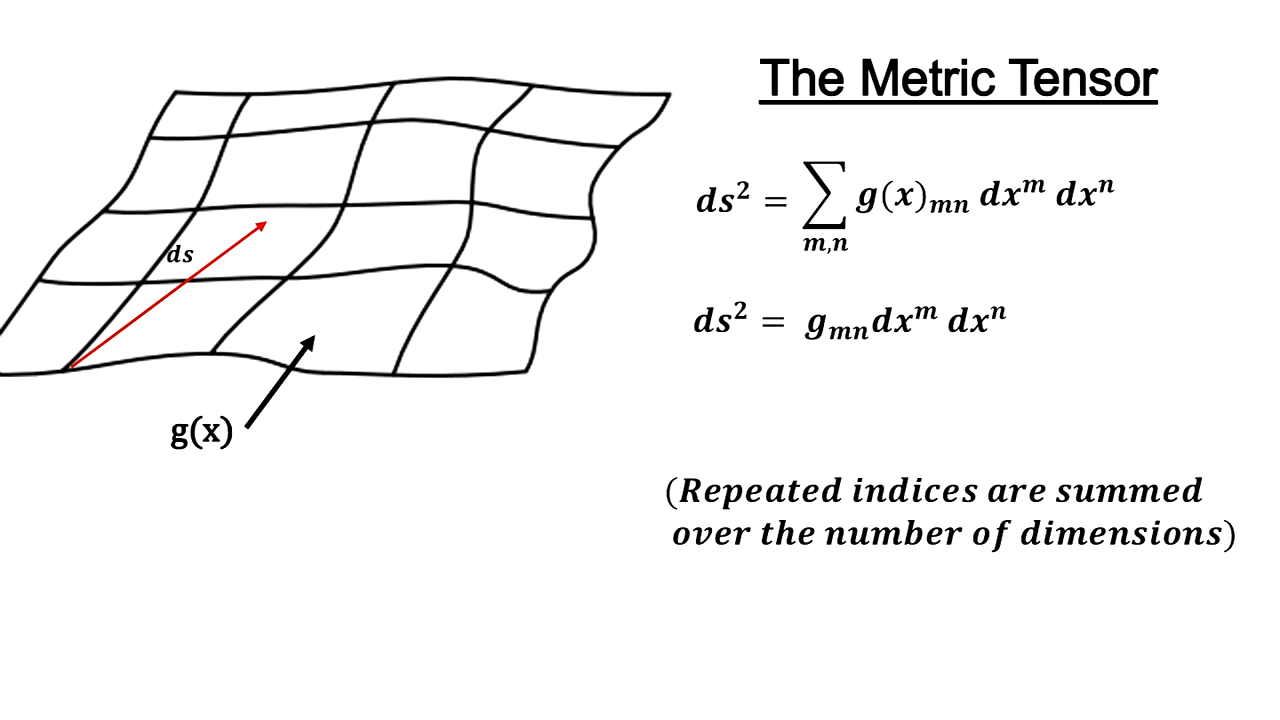 The Metric Tensor
ds² = ∑ g(x)ₘₙ dxᵐ dxⁿ
m,n
ds
ds² = gₘₙdxᵐ dxⁿ
g(x)
(Repeated indices are summed
over the number of dimensions)